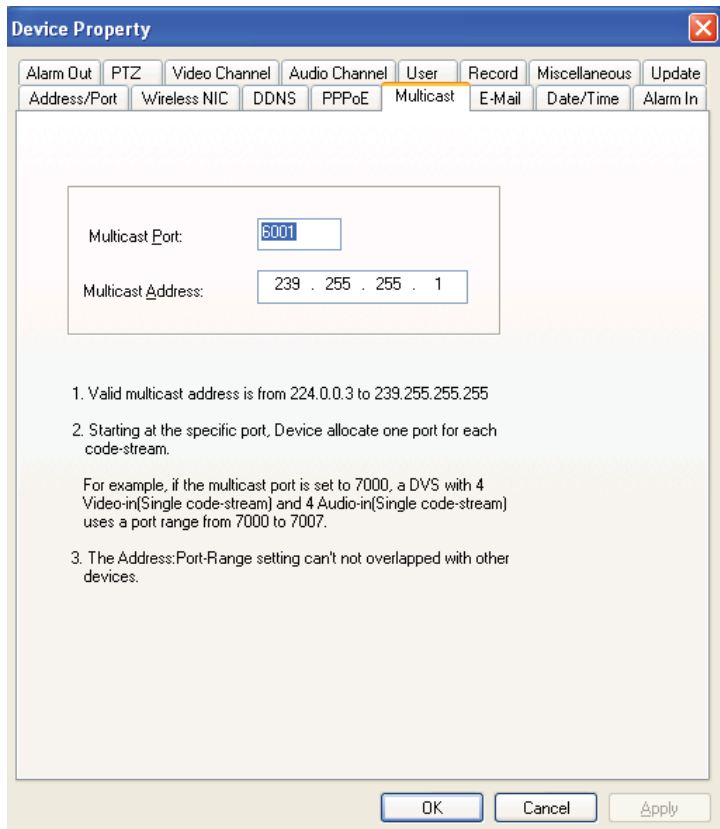 Device Property
Alarm Out PTZ Video Channel Audio Channel User Record Miscellaneous Update
Address/Port Wireless NIC DDNS PPPoE Multicast E-Mail Date/Time Alarm In
Multicast Port: 6001
Multicast Address: 239 . 255 . 255 . 1
1. Valid multicast address is from 224.0.0.3 to 239.255.255.255
2. Starting at the specific port, Device allocate one port for each
code-stream.
For example, if the multicast port is set to 7000, a DVS with 4
Video-in(Single code-stream) and 4 Audio-in(Single code-stream)
uses a port range from 7000 to 7007.
3. The Address:Port-Range setting can't not overlapped with other
devices.
OK Cancel Apply